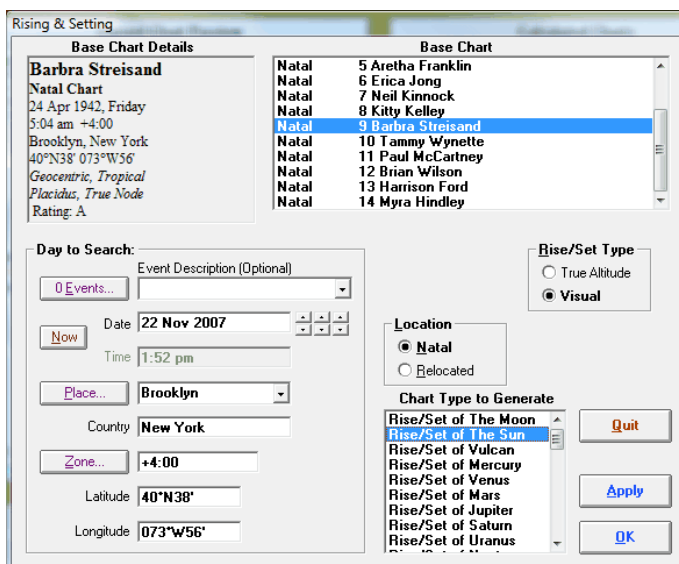 Rising & Setting
Base Chart Details
Barbra Streisand
Natal Chart
24 Apr 1942, Friday
5:04 am +4:00
Brooklyn, New York
40°N38' 073°W56'
Geocentric, Tropical
Placidus, True Node
Rating: A
Base Chart
Natal 5 Aretha Franklin
Natal 6 Erica Jong
Natal 7 Neil Kinnock
Natal 8 Kitty Kelley
Natal 9 Barbra Streisand
Natal 10 Tammy Wynette
Natal 11 Paul McCartney
Natal 12 Brian Wilson
Natal 13 Harrison Ford
Natal 14 Myra Hindley
Day to Search:
Event Description (Optional)
0 Events...
Now
Date 22 Nov 2007
Time 1:52 pm
Place... Brooklyn
Country New York
Zone... +4:00
Latitude 40°N38'
Longitude 073°W56'
Rise/Set Type
True Altitude
Visual
Location
Natal
Relocated
Chart Type to Generate
Rise/Set of The Moon
Rise/Set of The Sun
Rise/Set of Vulcan
Rise/Set of Mercury
Rise/Set of Venus
Rise/Set of Mars
Rise/Set of Jupiter
Rise/Set of Saturn
Rise/Set of Uranus
Quit
Apply
OK